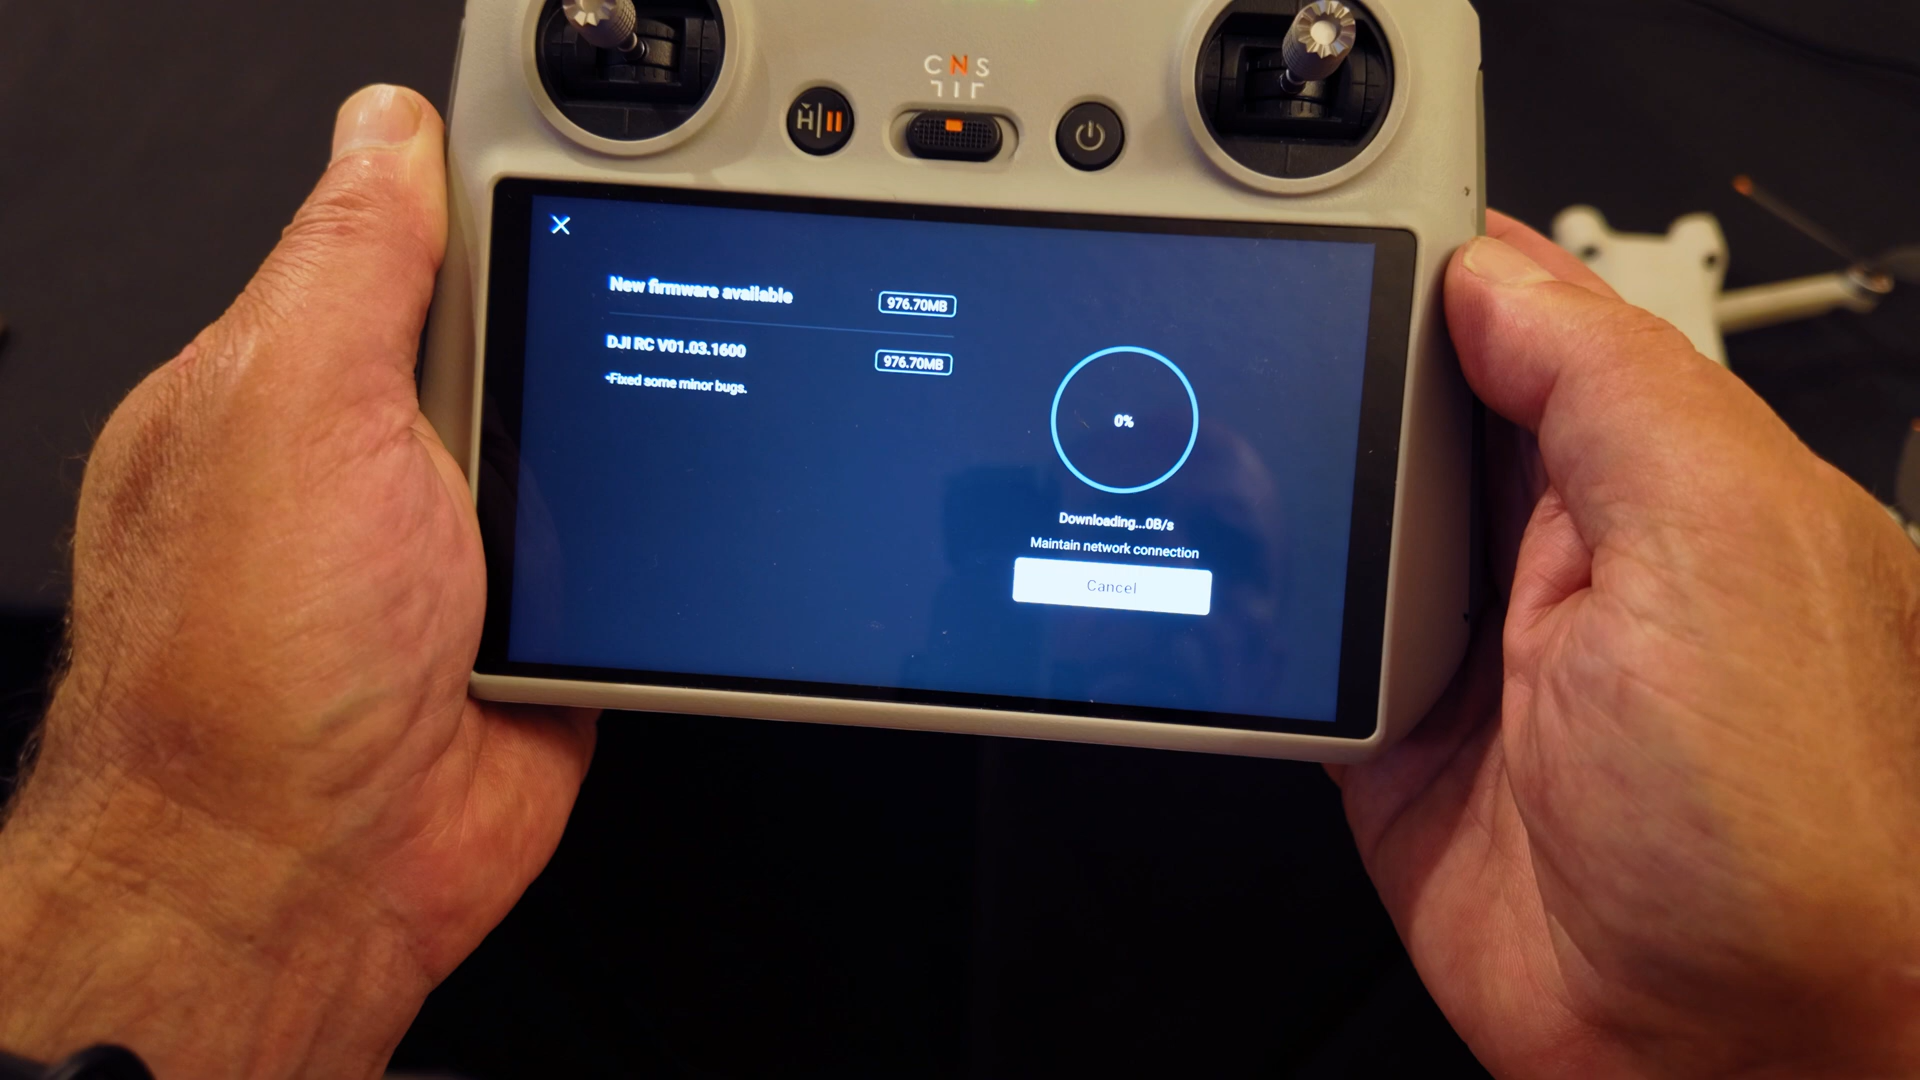 C N S
H
New firmware available
976.70MB
DJI RC V01.03.1600
976.70MB
•Fixed some minor bugs.
0%
Downloading...0B/s
Maintain network connection
Cancel